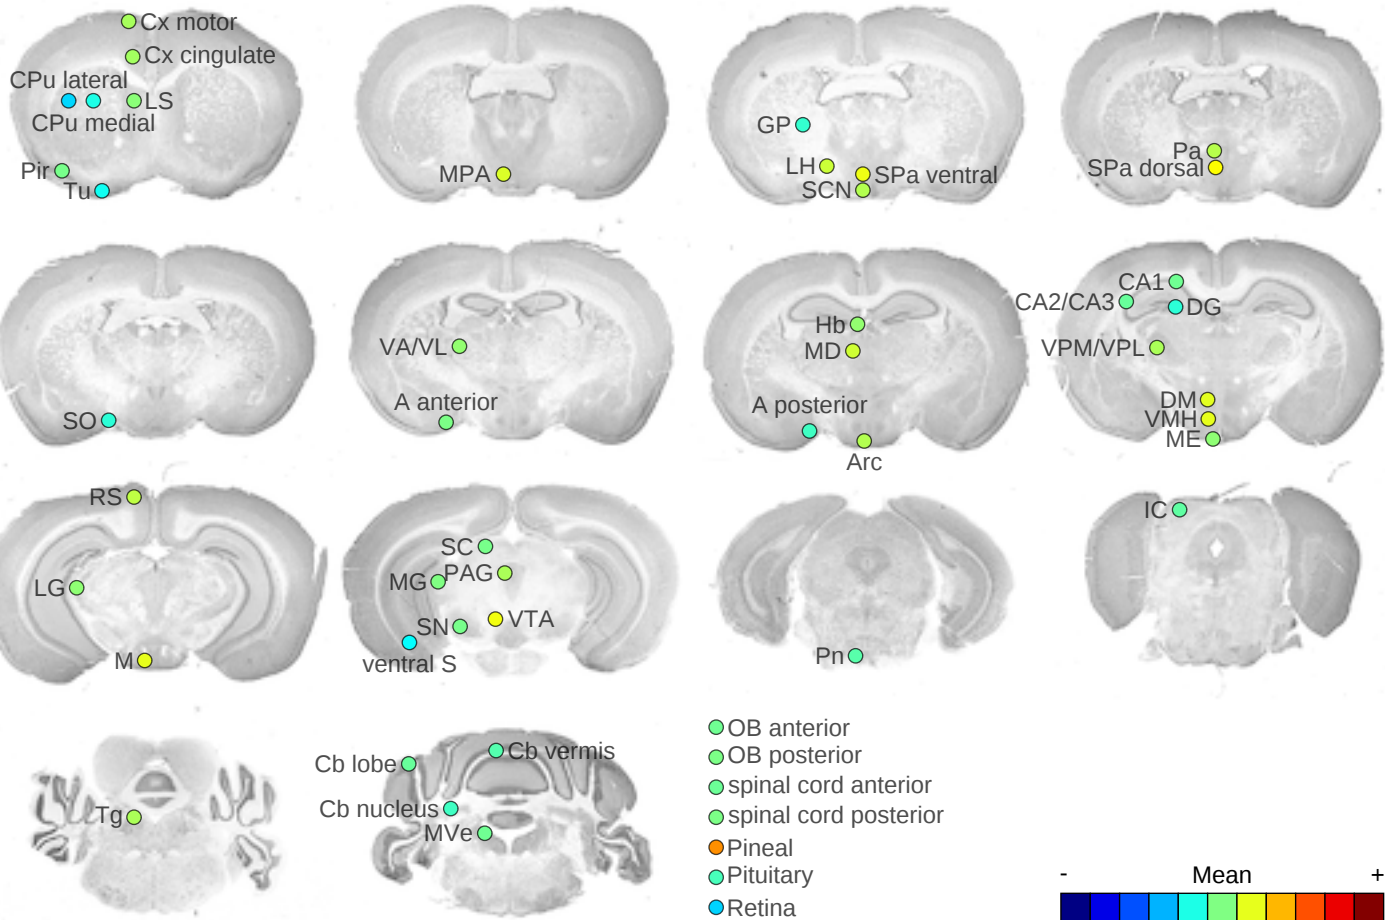 Cx motor
Cx cingulate
CPu lateral
LS
CPu medial
Pir
Tu
MPA
GP
LH
SPa ventral
SCN
Pa
SPa dorsal
SO
VA/VL
A anterior
Hb
MD
A posterior
Arc
CA1
CA2/CA3
DG
VPM/VPL
DM
VMH
ME
RS
LG
M
SC
MG
PAG
SN
VTA
ventral S
Pn
IC
Tg
Cb lobe
Cb vermis
Cb nucleus
MVe
OB anterior
OB posterior
spinal cord anterior
spinal cord posterior
Pineal
Pituitary
Retina
- Mean +